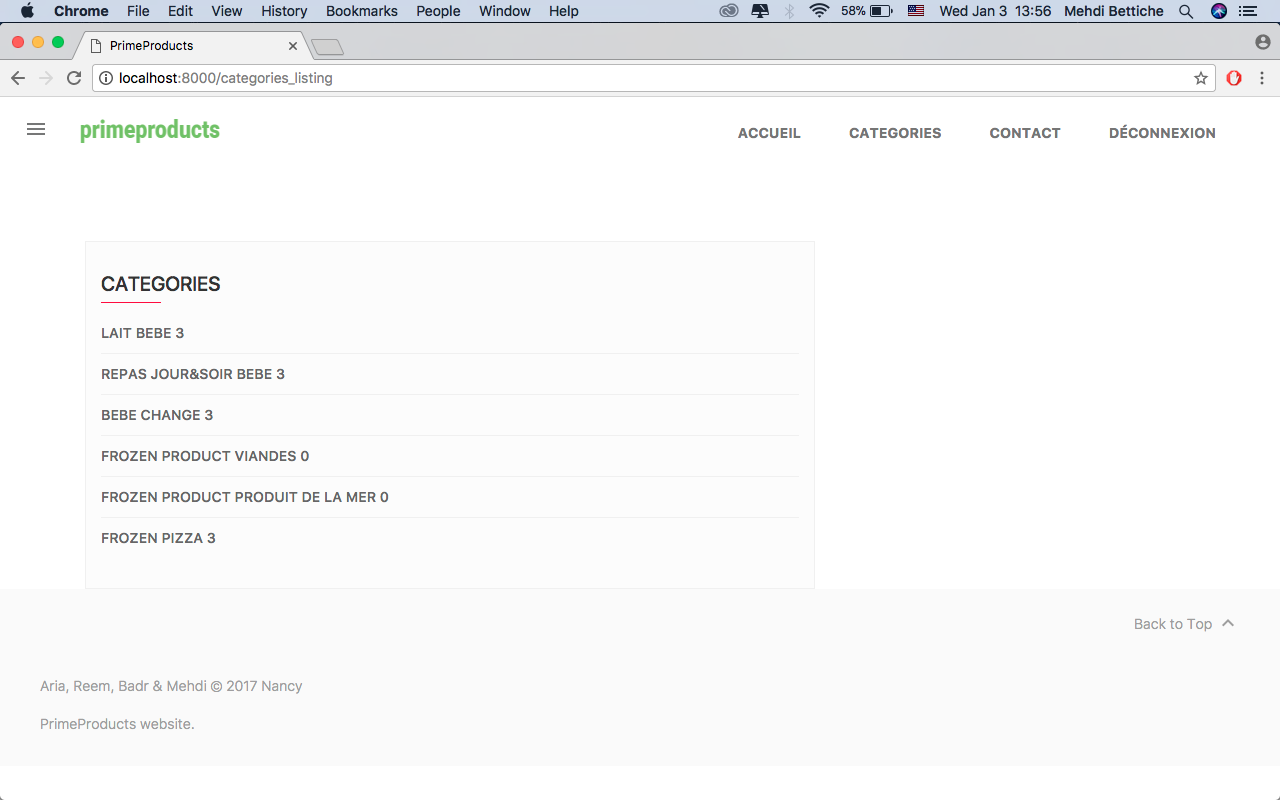 Chrome File Edit View History Bookmarks People Window Help 58% Wed Jan 3 13:56 Mehdi Bettiche
PrimeProducts
localhost:8000/categories_listing
primeproducts ACCUEIL CATEGORIES CONTACT DÉCONNEXION
CATEGORIES
LAIT BEBE 3
REPAS JOUR&SOIR BEBE 3
BEBE CHANGE 3
FROZEN PRODUCT VIANDES 0
FROZEN PRODUCT PRODUIT DE LA MER 0
FROZEN PIZZA 3
Back to Top
Aria, Reem, Badr & Mehdi © 2017 Nancy
PrimeProducts website.